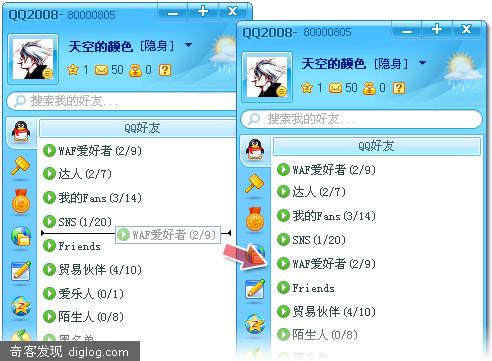 QQ2008- 80000805
天空的颜色 [隐身]
1 50 0 ?
搜索我的好友...
QQ好友
WAF爱好者(2/9)
达人(2/7)
我的Fans(3/14)
SNS(1/20)
WAF爱好者(2/9)
Friends
贸易伙伴(4/10)
爱乐人(0/1)
陌生人(0/8)
黑名单
奇客发现 diglog.com
QQ2008- 80000805
天空的颜色 [隐身]
1 50 0 ?
搜索我的好友...
QQ好友
WAF爱好者(2/9)
达人(2/7)
我的Fans(3/14)
SNS(1/20)
WAF爱好者(2/9)
Friends
贸易伙伴(4/10)
陌生人(0/8)